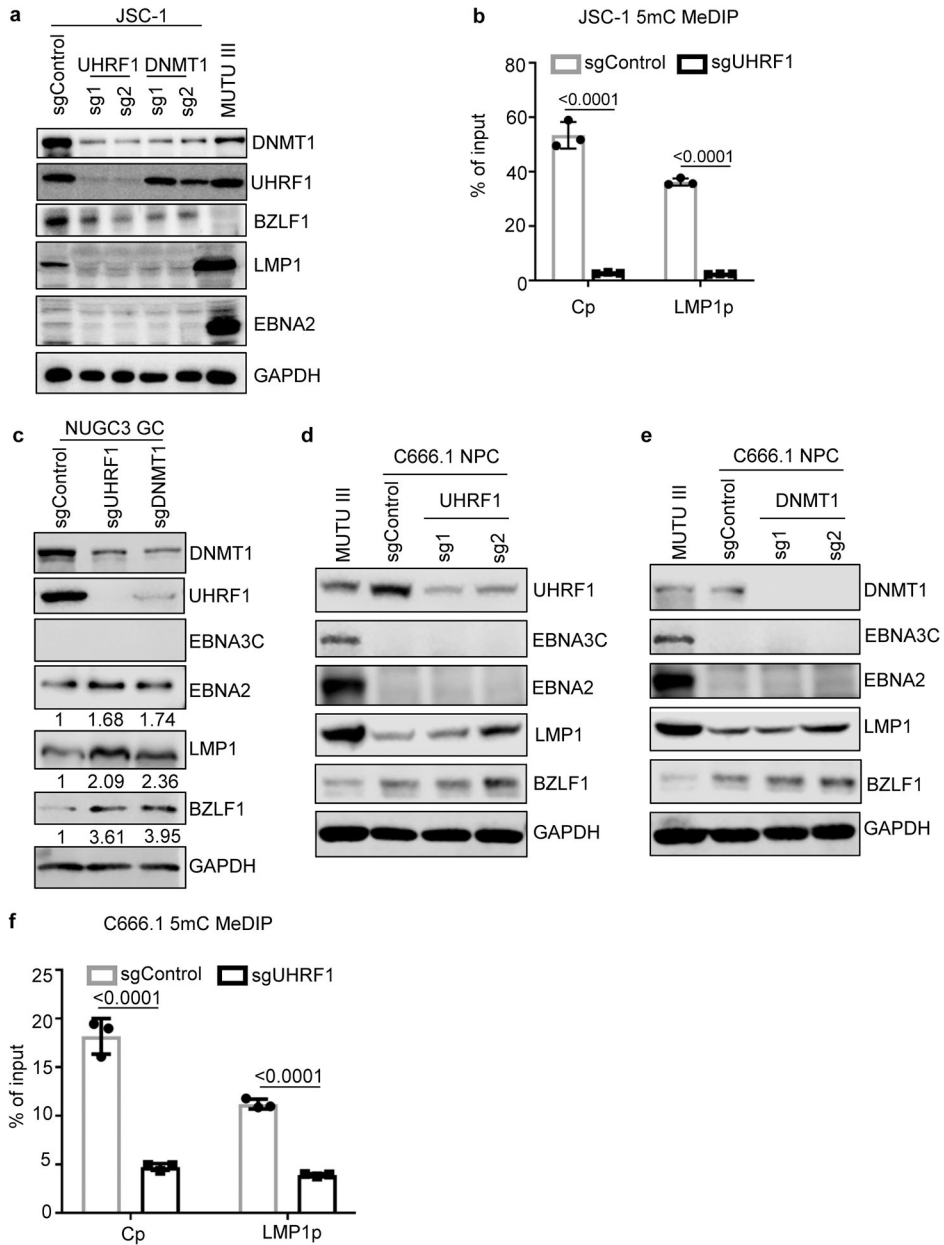 a
JSC-1
sgControl
UHRF1 DNMT1
sg1 sg2 sg1 sg2
MUTU III
DNMT1
UHRF1
BZLF1
LMP1
EBNA2
GAPDH
b
JSC-1 5mC MeDIP
sgControl sgUHRF1
% of input
80
60
40
20
0
<0.0001
<0.0001
Cp LMP1p
c
NUGC3 GC
sgControl sgUHRF1 sgDNMT1
DNMT1
UHRF1
EBNA3C
EBNA2
1 1.68 1.74
LMP1
1 2.09 2.36
BZLF1
1 3.61 3.95
GAPDH
d
C666.1 NPC
MUTU III sgControl
UHRF1
sg1 sg2
UHRF1
EBNA3C
EBNA2
LMP1
BZLF1
GAPDH
e
C666.1 NPC
MUTU III sgControl
DNMT1
sg1 sg2
DNMT1
EBNA3C
EBNA2
LMP1
BZLF1
GAPDH
f
C666.1 5mC MeDIP
sgControl sgUHRF1
% of input
25
20
15
10
5
0
<0.0001
<0.0001
Cp LMP1p